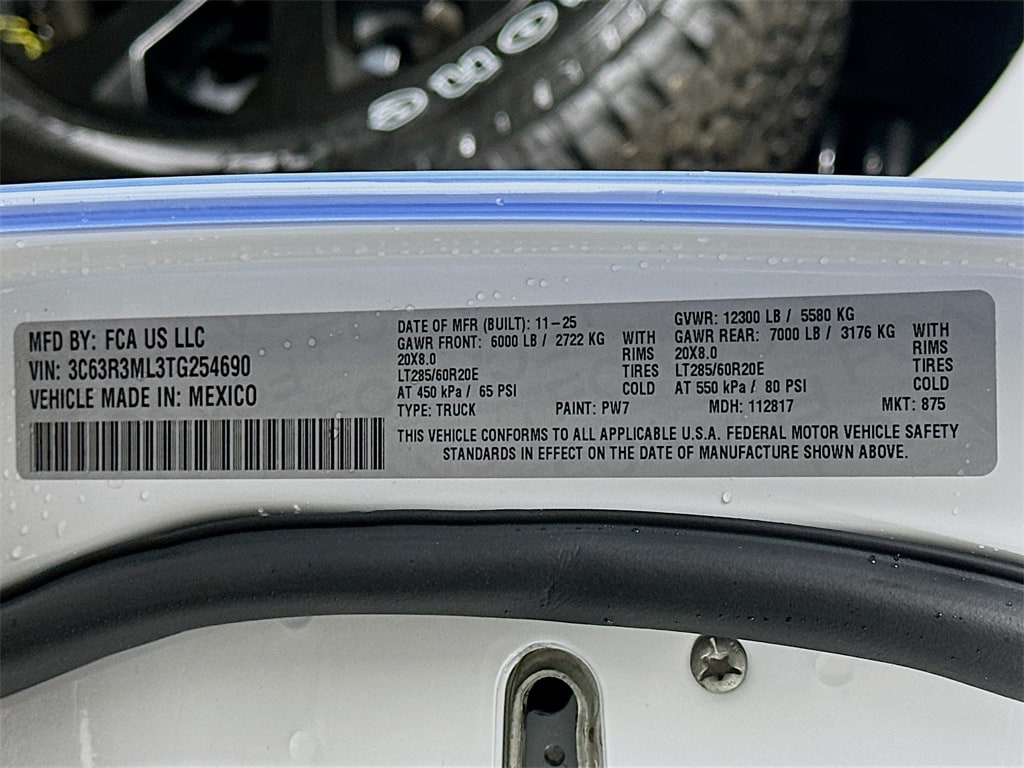 MFD BY: FCA US LLC
VIN: 3C63R3ML3TG254690
VEHICLE MADE IN: MEXICO
DATE OF MFR (BUILT): 11-25
GAWR FRONT: 6000 LB / 2722 KG
20X8.0
LT285/60R20E
AT 450 kPa / 65 PSI
WITH
RIMS
TIRES
COLD
GVWR: 12300 LB / 5580 KG
GAWR REAR: 7000 LB / 3176 KG
20X8.0
LT285/60R20E
AT 550 kPa / 80 PSI
WITH
RIMS
TIRES
COLD
TYPE: TRUCK PAINT: PW7 MDH: 112817 MKT: 875
THIS VEHICLE CONFORMS TO ALL APPLICABLE U.S.A. FEDERAL MOTOR VEHICLE SAFETY
STANDARDS IN EFFECT ON THE DATE OF MANUFACTURE SHOWN ABOVE.